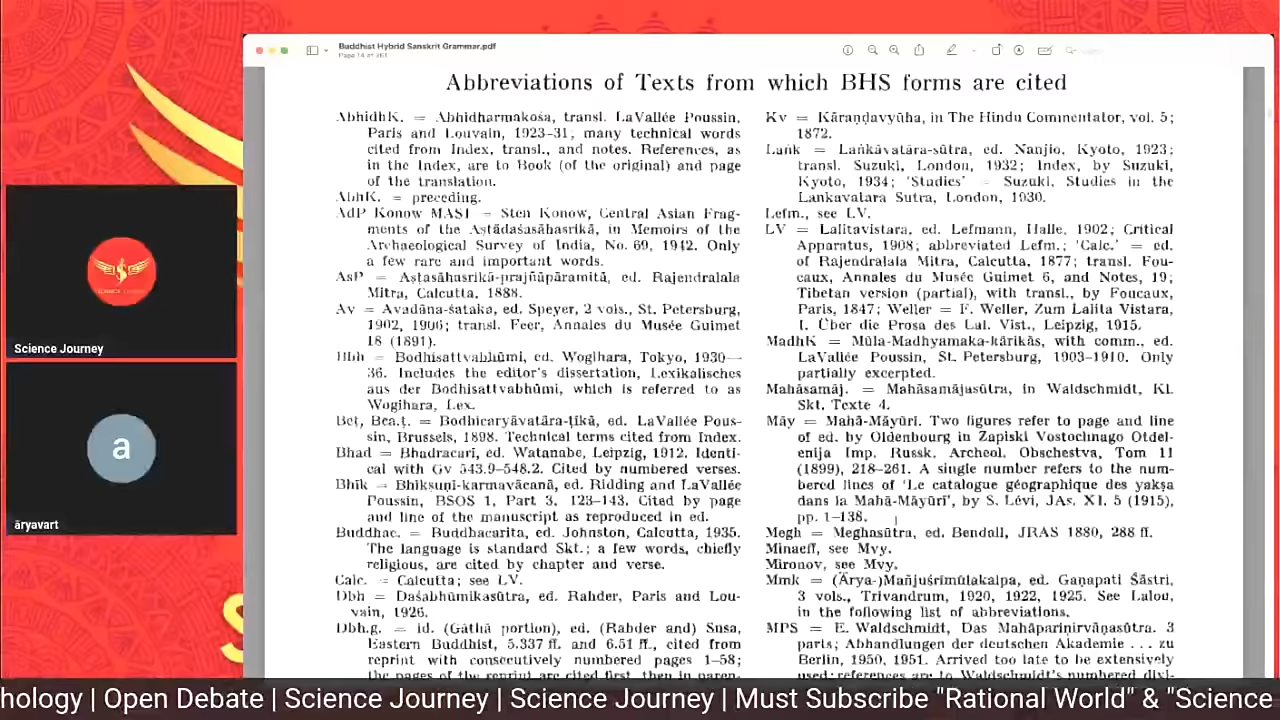 Buddhist Hybrid Sanskrit Grammar.pdf
Page 14 of 261
Abbreviations of Texts from which BHS forms are cited
AbhidhK. = Abhidharmakośa, transl. LaVallée Poussin,
Paris and Louvain, 1923-31; many technical words
cited from Index, transl., and notes. References, as
in the Index, are to Book (of the original) and page
of the translation.
AbhK. = preceding.
AdP Konow MASI = Sten Konow, Central Asian Frag-
ments of the Aṣṭādaśasāhasrikā, in Memoirs of the
Archaeological Survey of India, No. 69, 1942. Only
a few rare and important words.
AsP = Aṣṭasāhasrikā-prajñāpāramitā, ed. Rajendralala
Mitra, Calcutta, 1888.
Av = Avadāna-śataka, ed. Speyer, 2 vols., St. Petersburg,
1902, 1906; transl. Feer, Annales du Musée Guimet
18 (1891).
Bbh = Bodhisattvabhūmi, ed. Wogihara, Tokyo, 1930—
36. Includes the editor's dissertation, Lexikalisches
aus der Bodhisattvabhūmi, which is referred to as
Wogihara, Lex.
Bct, Bca.ṭ. = Bodhicaryāvatāra-ṭīkā, ed. LaVallée Pous-
sin, Brussels, 1898. Technical terms cited from Index.
Bhad = Bhadracarī, ed. Watanabe, Leipzig, 1912. Identi-
cal with Gv 543.9–548.2. Cited by numbered verses.
Bhīk = Bhikṣuṇī-karmavācanā, ed. Ridding and LaVallée
Poussin, BSOS 1, Part 3, 123–143. Cited by page
and line of the manuscript as reproduced in ed.
Buddhac. = Buddhacarita, ed. Johnston, Calcutta, 1935.
The language is standard Skt.; a few words, chiefly
religious, are cited by chapter and verse.
Calc. = Calcutta; see LV.
Dbh = Daśabhūmikasūtra, ed. Rahder, Paris and Lou-
vain, 1926.
Dbh.g. = id. (Gāthā portion), ed. (Rahder and) Susa,
Eastern Buddhist, 5.337 ff. and 6.51 ff., cited from
reprint with consecutively numbered pages 1–58;
the pages of the reprint are cited first, then in paren-
Kv = Kāraṇḍavyūha, in The Hindu Commentator, vol. 5;
1872.
Laṅk = Laṅkāvatāra-sūtra, ed. Nanjio, Kyoto, 1923;
transl. Suzuki, London, 1932; Index, by Suzuki,
Kyoto, 1934; 'Studies' = Suzuki, Studies in the
Lankavatara Sutra, London, 1930.
Lefm., see LV.
LV = Lalitavistara, ed. Lefmann, Halle, 1902; Critical
Apparatus, 1908; abbreviated Lefm.; 'Calc.' = ed.
of Rajendralala Mitra, Calcutta, 1877; transl. Fou-
caux, Annales du Musée Guimet 6, and Notes, 19;
Tibetan version (partial), with transl., by Foucaux,
Paris, 1847; Weller = F. Weller, Zum Lalita Vistara,
I. Über die Prosa des Lal. Vist., Leipzig, 1915.
MadhK = Mūla-Madhyamaka-kārikās, with comm., ed.
LaVallée Poussin, St. Petersburg, 1903-1910. Only
partially excerpted.
Mahāsamāj. = Mahāsamājasūtra, in Waldschmidt, Kl.
Skt. Texte 4.
Māy = Mahā-Māyūrī. Two figures refer to page and line
of ed. by Oldenbourg in Zapiski Vostochnago Otdel-
enija Imp. Russk. Archeol. Obschestva, Tom 11
(1899), 218–261. A single number refers to the num-
bered lines of 'Le catalogue géographique des yakṣa
dans la Mahā-Māyūrī', by S. Lévi, JAs. XI. 5 (1915),
pp. 1–138.
Megh = Meghasūtra, ed. Bendall, JRAS 1880, 288 ff.
Minaeff, see Mvy.
Mironov, see Mvy.
Mmk = (Ārya-)Mañjuśrīmūlakalpa, ed. Gaṇapati Śāstri,
3 vols., Trivandrum, 1920, 1922, 1925. See Lalou,
in the following list of abbreviations.
MPS = E. Waldschmidt, Das Mahāparinirvāṇasūtra. 3
parts; Abhandlungen der deutschen Akademie . . . zu
Berlin, 1950, 1951. Arrived too late to be extensively
used; references are to Waldschmidt's numbered divi-
Science Journey
a
āryavart
hology | Open Debate | Science Journey | Science Journey | Must Subscribe "Rational World" & "Science